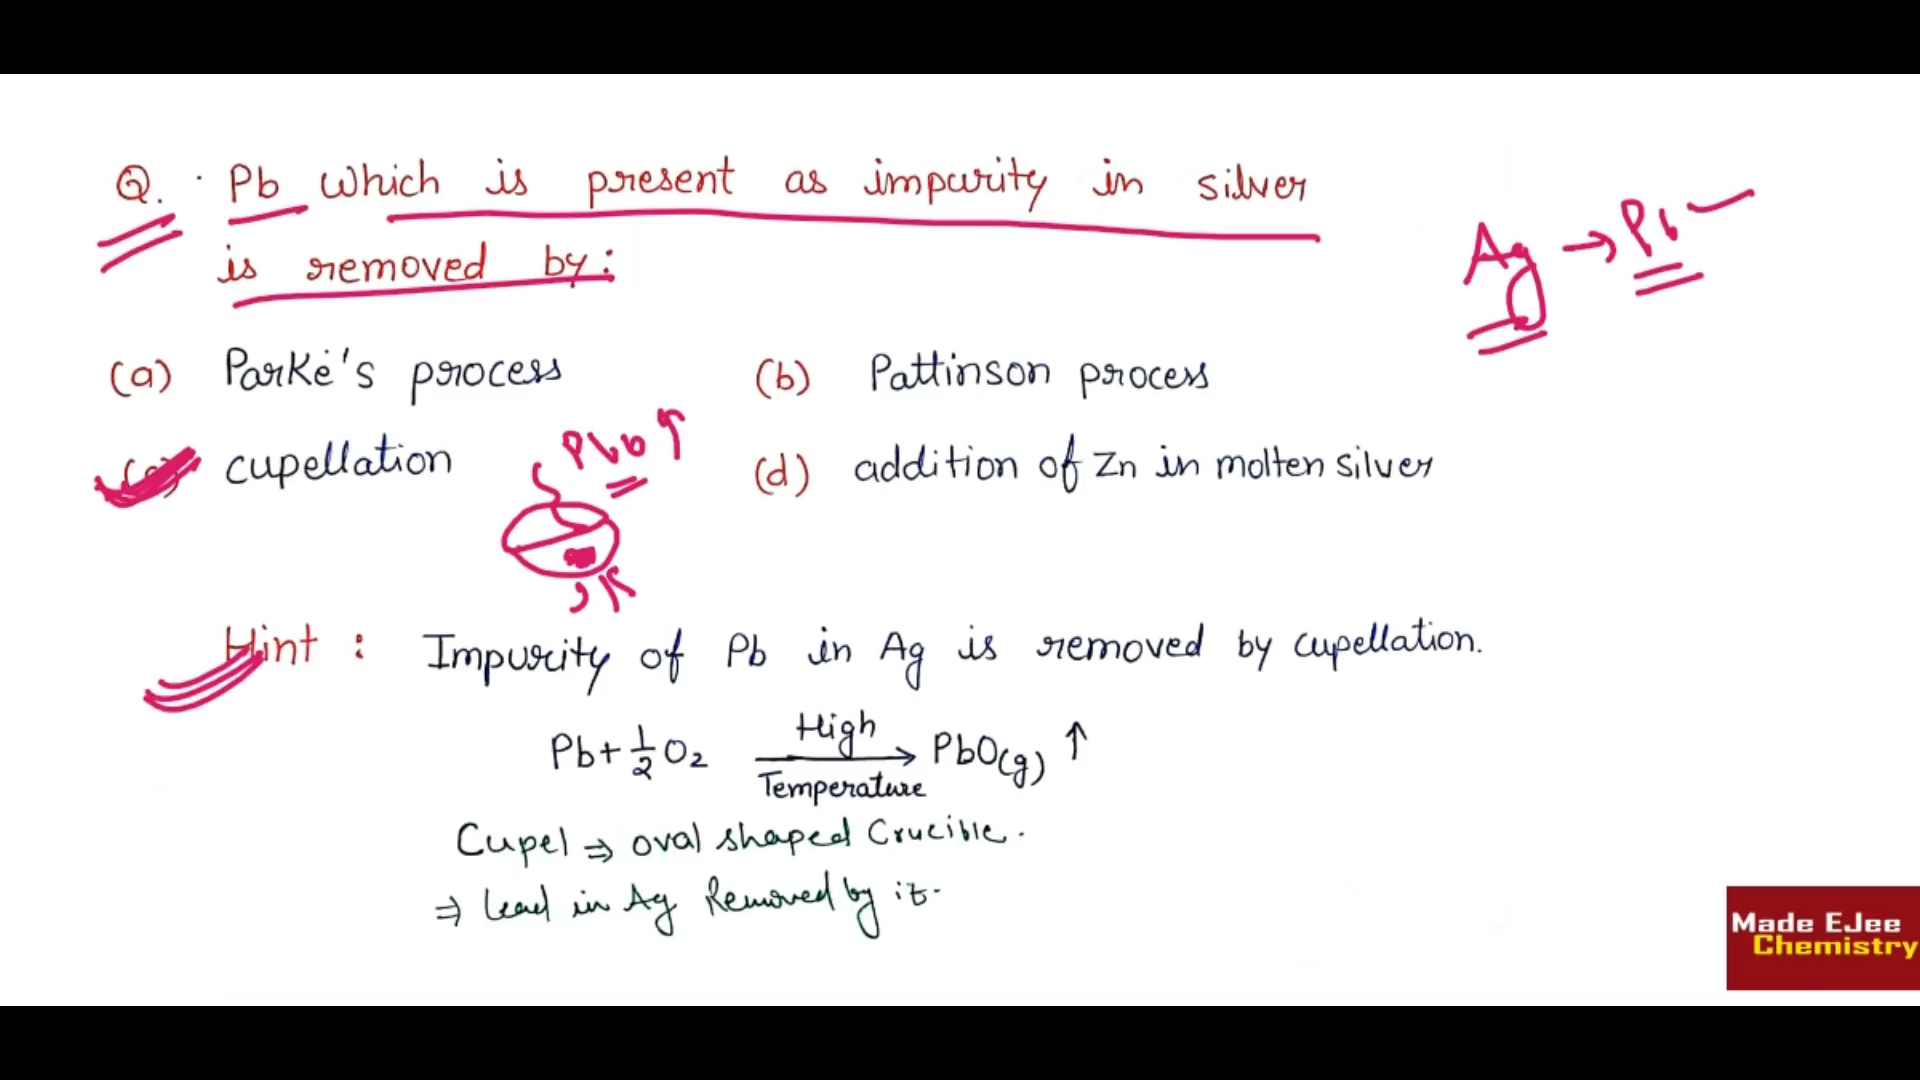 Q. Pb which is present as impurity in silver
is removed by:
Ag → Pb
(a) Parke's process (b) Pattinson process
(c) cupellation (d) addition of Zn in molten silver
PbO ↑
Hint : Impurity of Pb in Ag is removed by cupellation.
Pb + 1/2 O₂ —High Temperature→ PbO(g) ↑
Cupel ⇒ oval shaped Crucible.
⇒ Lead in Ag Removed by it.
Made EJee
Chemistry